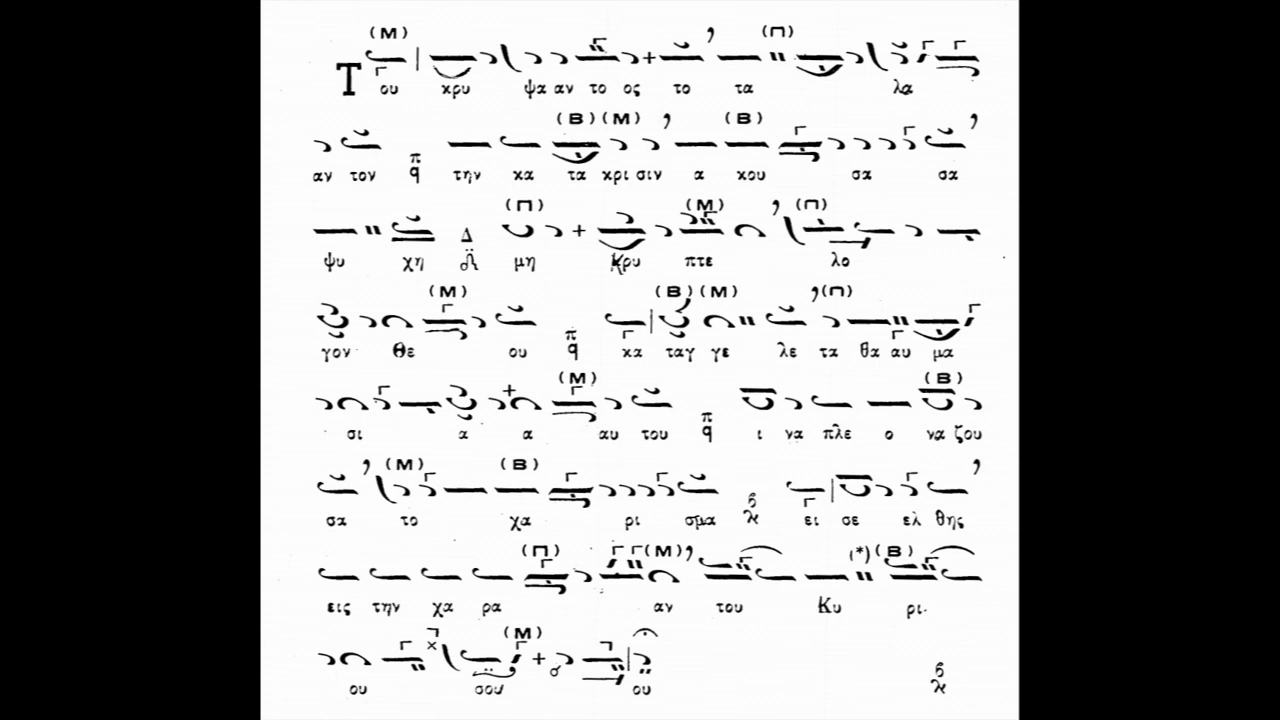 (Μ) (Π)
Τ ου κρυ ψα αν το ος το τα λα
(Β) (Μ) (Β)
αν τον π q την κα τα κρι σιν α κου σα σα
(Π) (Μ) (Π)
ψυ χη Δ μη Κρυ πτε λο
(Μ) (Β) (Μ) (Π)
γον Θε ου π q κα ταγ γε λε τα θα αυ μα
(Μ) (Β)
σι α α αυ του π q ι να πλε ο να ζου
(Μ) (Β)
σα το χα ρι σμα ει σε ελ θης
(Π) (Μ) (*) (Β)
εις την χα ρα αν του Κυ ρι
(Μ)
ου σου ου